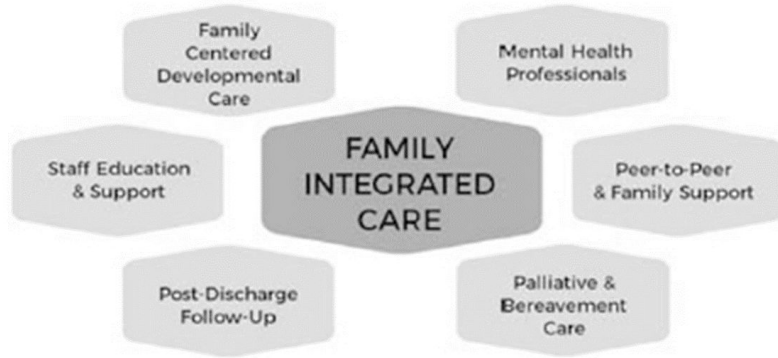 Family
Centered
Developmental
Care
Mental Health
Professionals
Staff Education
& Support
FAMILY
INTEGRATED
CARE
Peer-to-Peer
& Family Support
Post-Discharge
Follow-Up
Palliative &
Bereavement
Care